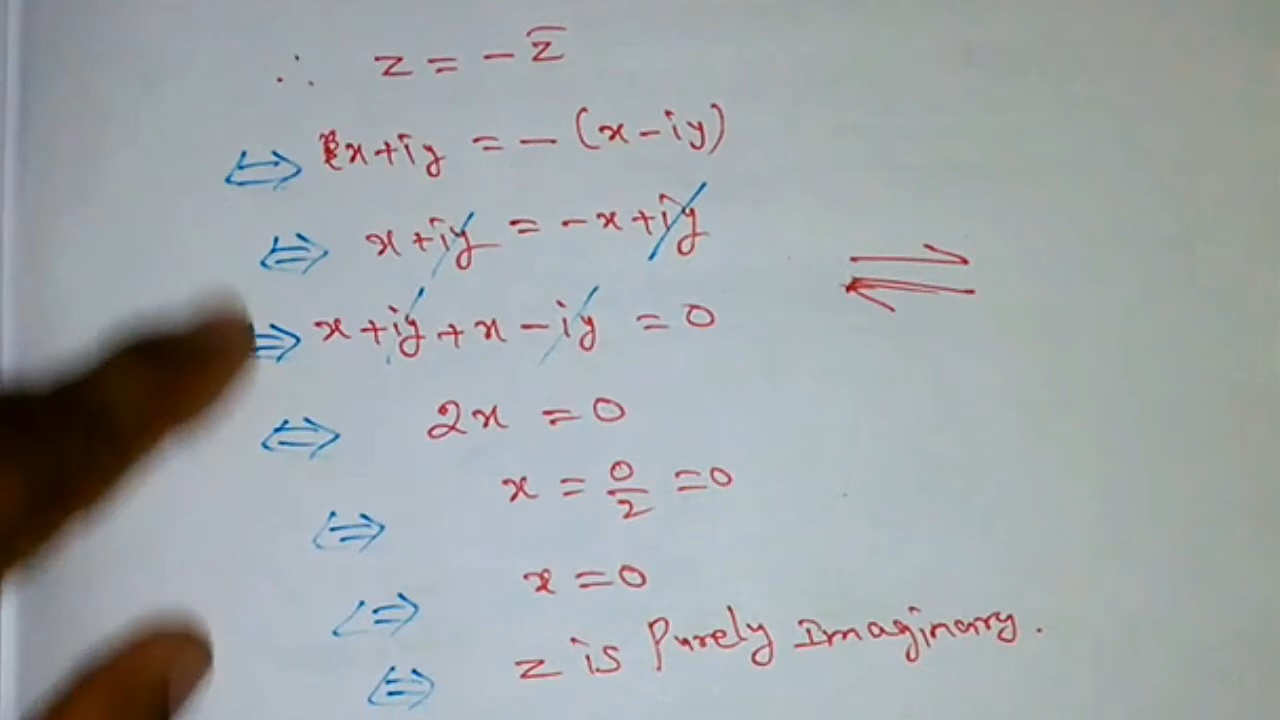 ∴ z = - z̅
⇔ x+iy = - (x-iy)
⇔ x+iy = -x+iy
⇔ x+iy+x-iy = 0
⇔ 2x = 0
⇔ x = 0/2 = 0
⇔ x = 0
⇔ z is Purely Imaginary.